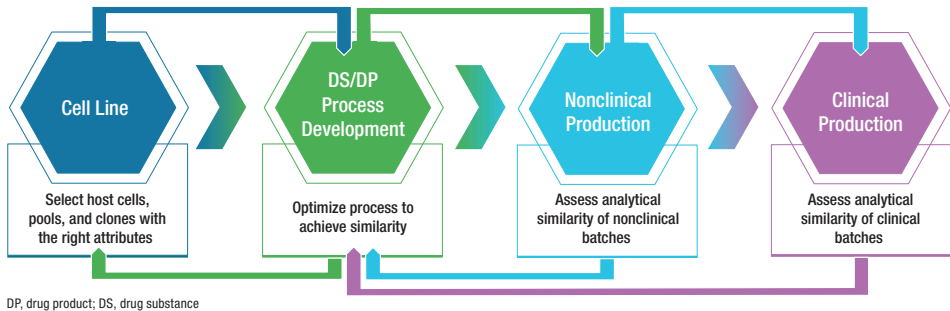 Cell Line
DS/DP
Process
Development
Nonclinical
Production
Clinical
Production
Select host cells,
pools, and clones with
the right attributes
Optimize process to
achieve similarity
Assess analytical
similarity of nonclinical
batches
Assess analytical
similarity of clinical
batches
DP, drug product; DS, drug substance